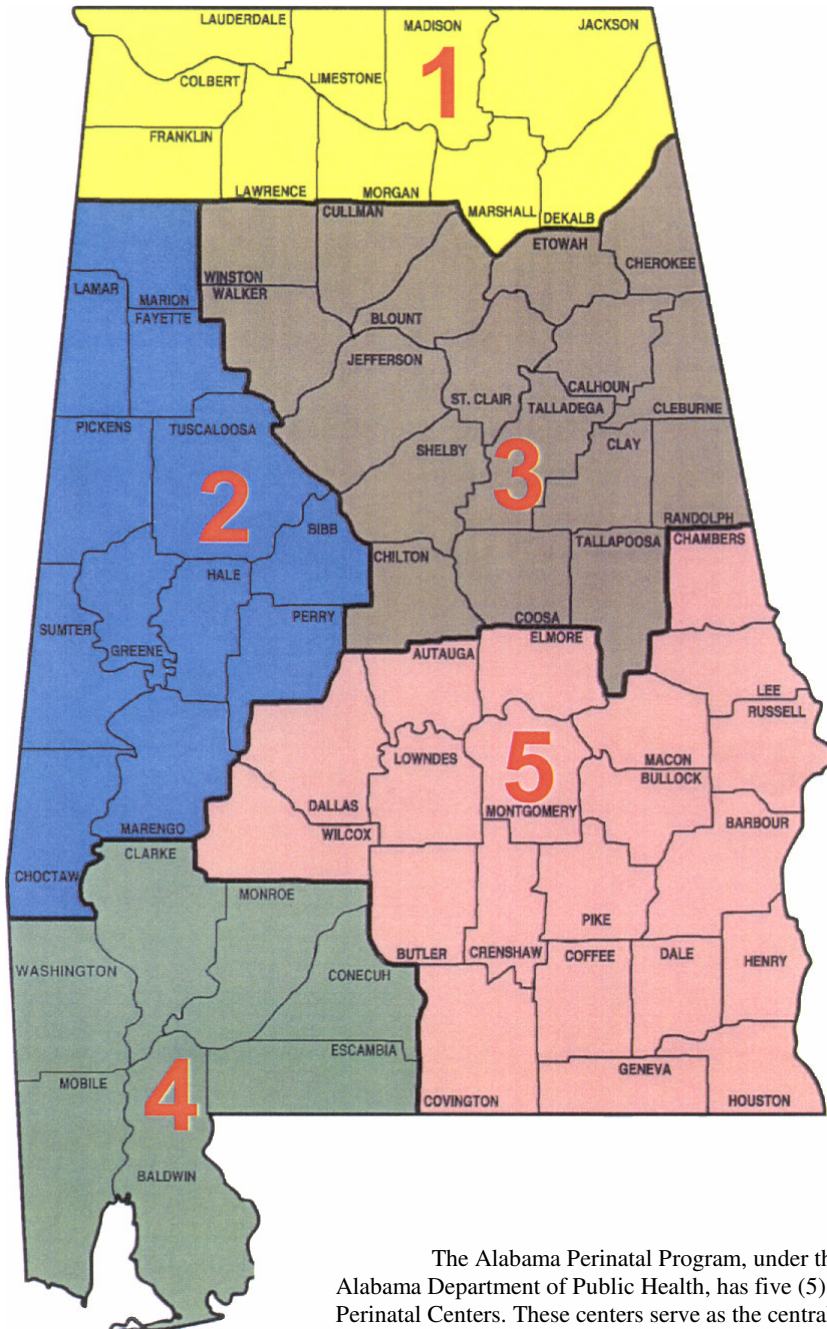 LAUDERDALE
MADISON
JACKSON
COLBERT
LIMESTONE
1
FRANKLIN
LAWRENCE
MORGAN
MARSHALL
DEKALB
CULLMAN
ETOWAH
CHEROKEE
WINSTON
WALKER
LAMAR
MARION
FAYETTE
BLOUNT
JEFFERSON
ST. CLAIR
CALHOUN
TALLADEGA
CLEBURNE
PICKENS
TUSCALOOSA
SHELBY
CLAY
2
3
BIBB
RANDOLPH
CHAMBERS
CHILTON
TALLAPOOSA
HALE
PERRY
COOSA
ELMORE
SUMTER
GREENE
AUTAUGA
LEE
RUSSELL
LOWNDES
5
MACON
BULLOCK
DALLAS
MONTGOMERY
BARBOUR
MARENGO
WILCOX
CLARKE
CHOCTAW
MONROE
PIKE
BUTLER
CRENSHAW
COFFEE
DALE
HENRY
WASHINGTON
CONECUH
ESCAMBIA
MOBILE
4
GENEVA
COVINGTON
HOUSTON
BALDWIN
The Alabama Perinatal Program, under th
Alabama Department of Public Health, has five (5)
Perinatal Centers. These centers serve as the central